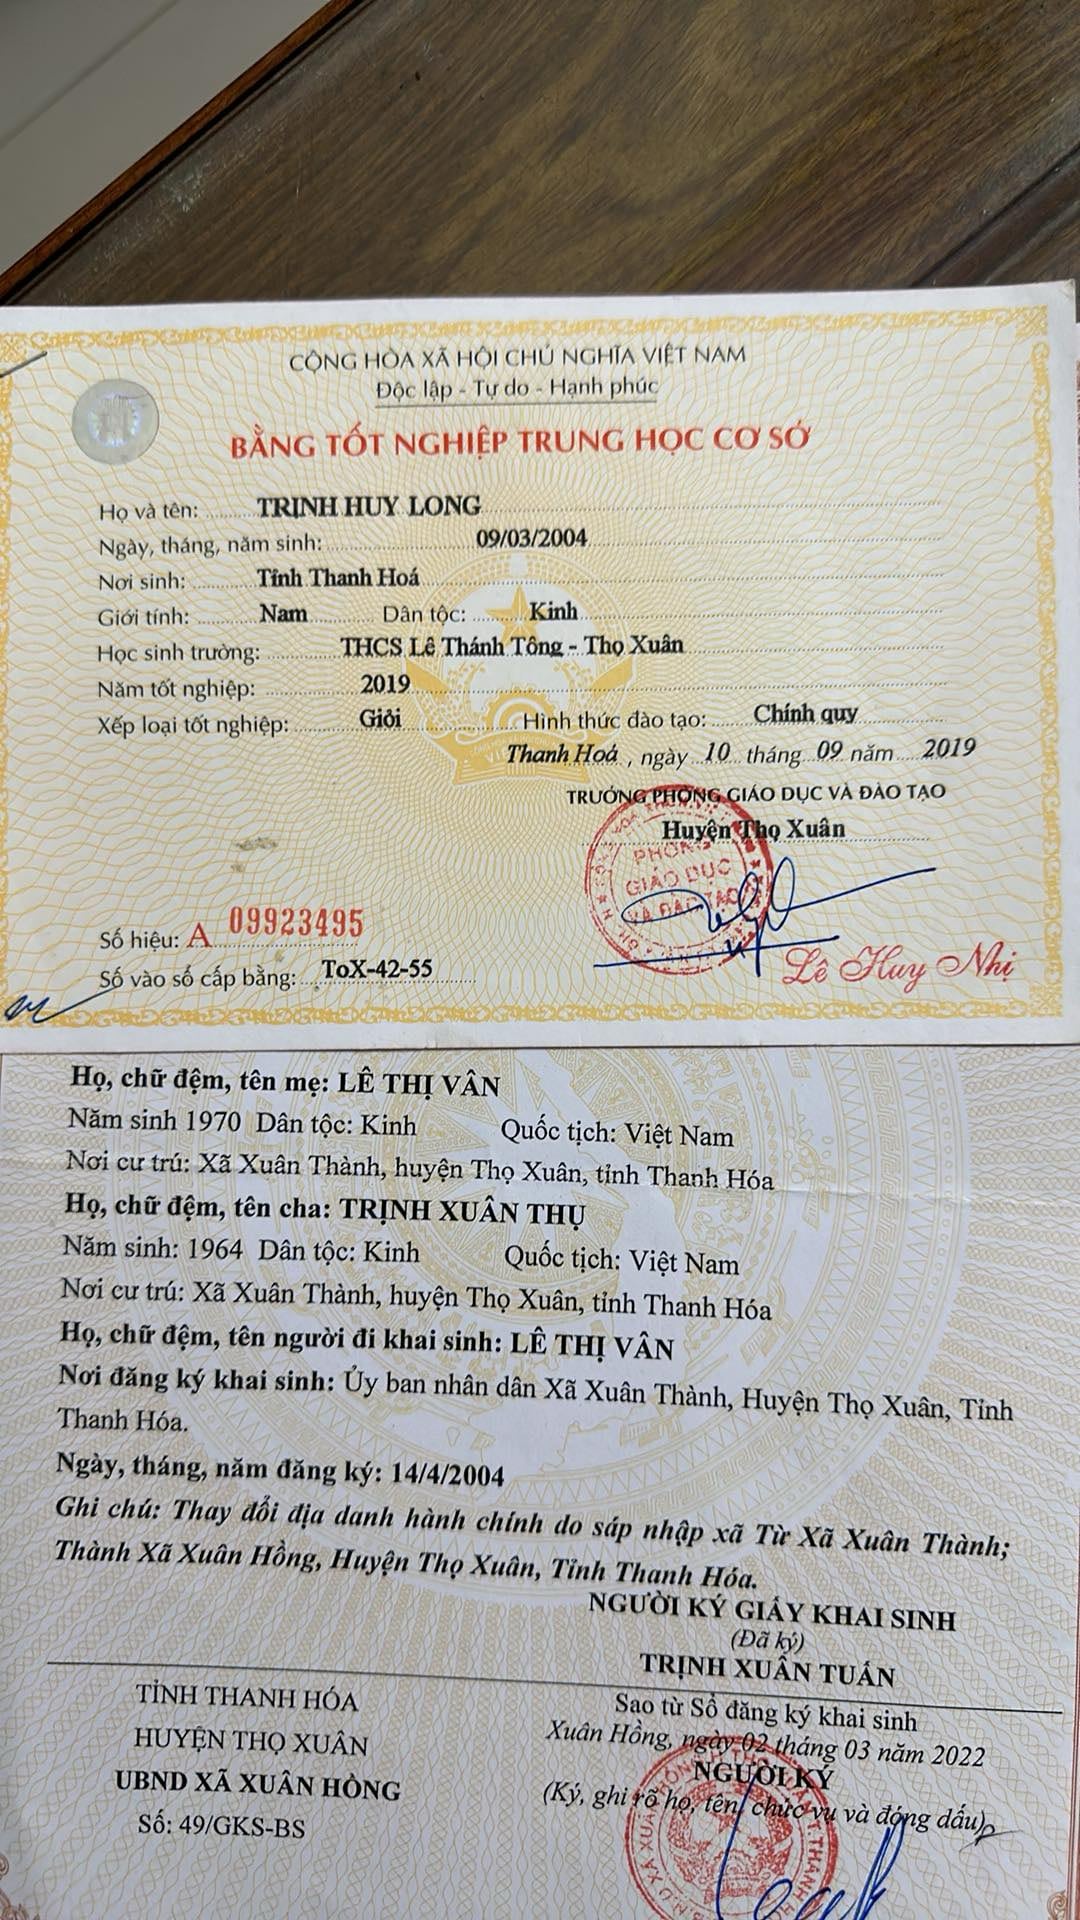 CỘNG HÒA XÃ HỘI CHỦ NGHĨA VIỆT NAM
Độc lập - Tự do - Hạnh phúc
BẰNG TỐT NGHIỆP TRUNG HỌC CƠ SỞ
Họ và tên: TRỊNH HUY LONG
Ngày, tháng, năm sinh: 09/03/2004
Nơi sinh: Tỉnh Thanh Hoá
Giới tính: Nam Dân tộc: Kinh
Học sinh trường: THCS Lê Thánh Tông - Thọ Xuân
Năm tốt nghiệp: 2019
Xếp loại tốt nghiệp: Giỏi Hình thức đào tạo: Chính quy
Thanh Hoá, ngày 10 tháng 09 năm 2019
TRƯỞNG PHÒNG GIÁO DỤC VÀ ĐÀO TẠO
Huyện Thọ Xuân
PHÒNG
GIÁO DỤC
VÀ ĐÀO TẠO
Số hiệu: A 09923495
Lê Huy Nhị
Số vào sổ cấp bằng: ToX-42-55
Họ, chữ đệm, tên mẹ: LÊ THỊ VÂN
Năm sinh 1970 Dân tộc: Kinh Quốc tịch: Việt Nam
Nơi cư trú: Xã Xuân Thành, huyện Thọ Xuân, tỉnh Thanh Hóa
Họ, chữ đệm, tên cha: TRỊNH XUÂN THỤ
Năm sinh: 1964 Dân tộc: Kinh Quốc tịch: Việt Nam
Nơi cư trú: Xã Xuân Thành, huyện Thọ Xuân, tỉnh Thanh Hóa
Họ, chữ đệm, tên người đi khai sinh: LÊ THỊ VÂN
Nơi đăng ký khai sinh: Ủy ban nhân dân Xã Xuân Thành, Huyện Thọ Xuân, Tỉnh
Thanh Hóa.
Ngày, tháng, năm đăng ký: 14/4/2004
Ghi chú: Thay đổi địa danh hành chính do sáp nhập xã Từ Xã Xuân Thành;
Thành Xã Xuân Hồng, Huyện Thọ Xuân, Tỉnh Thanh Hóa.
NGƯỜI KÝ GIẤY KHAI SINH
(Đã ký)
TRỊNH XUÂN TUẤN
TỈNH THANH HÓA
HUYỆN THỌ XUÂN
UBND XÃ XUÂN HỒNG
Số: 49/GKS-BS
Sao từ Sổ đăng ký khai sinh
Xuân Hồng, ngày 02 tháng 03 năm 2022
NGƯỜI KÝ
(Ký, ghi rõ họ, tên, chức vụ và đóng dấu)